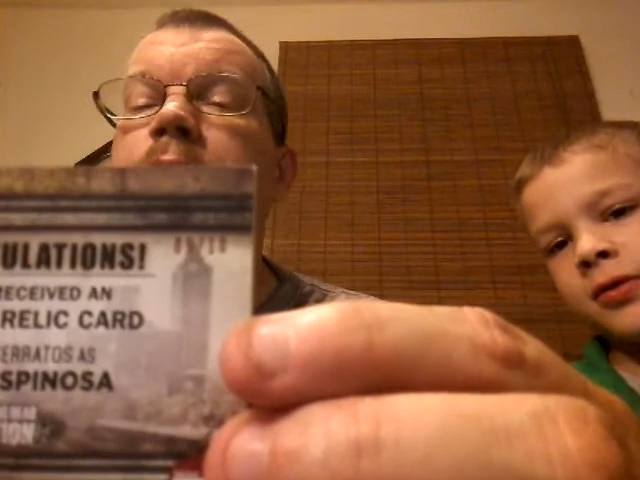 ULATIONS!
RECEIVED AN
RELIC CARD
ERRATOS AS
SPINOSA